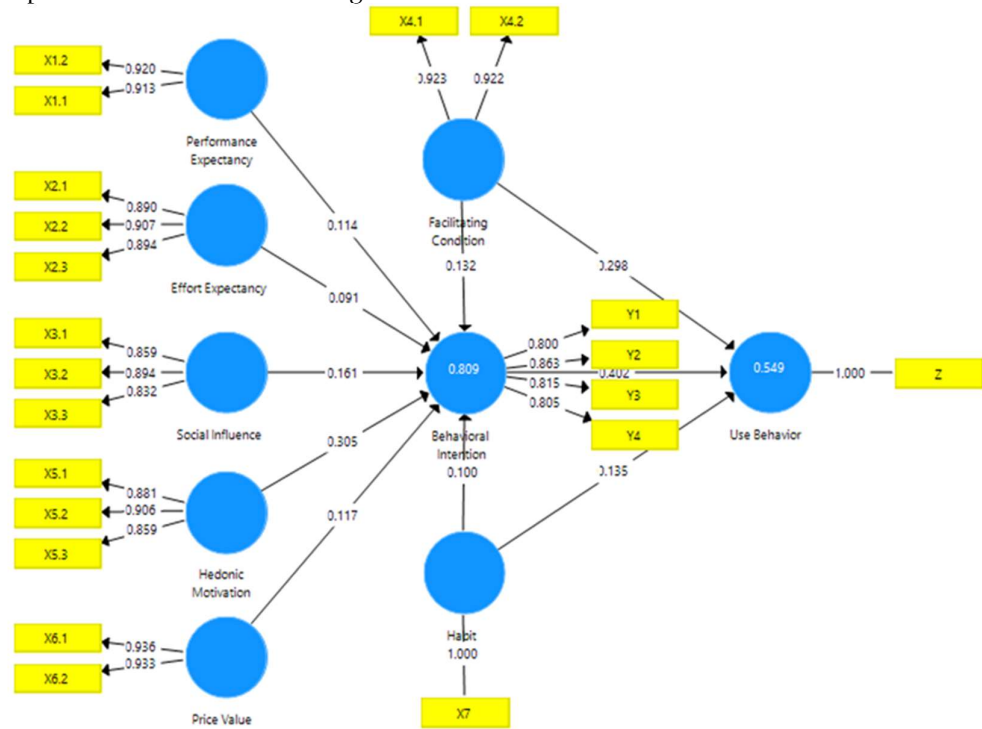 X4.1
X4.2
X1.2
X1.1
0.920
0.913
0.923
0.922
Performance
Expectancy
X2.1
X2.2
X2.3
0.890
0.907
0.894
Effort Expectancy
0.114
0.091
Facilitating
Condition
0.132
0.298
X3.1
X3.2
X3.3
0.859
0.894
0.832
Social Influence
0.161
0.809
Behavioral
Intention
0.800
0.863
0.402
0.815
0.805
Y1
Y2
Y3
Y4
0.549
Use Behavior
1.000
Z
X5.1
X5.2
X5.3
0.881
0.906
0.859
Hedonic
Motivation
0.305
0.117
0.100
0.135
X6.1
X6.2
0.936
0.933
Price Value
Habit
1.000
X7